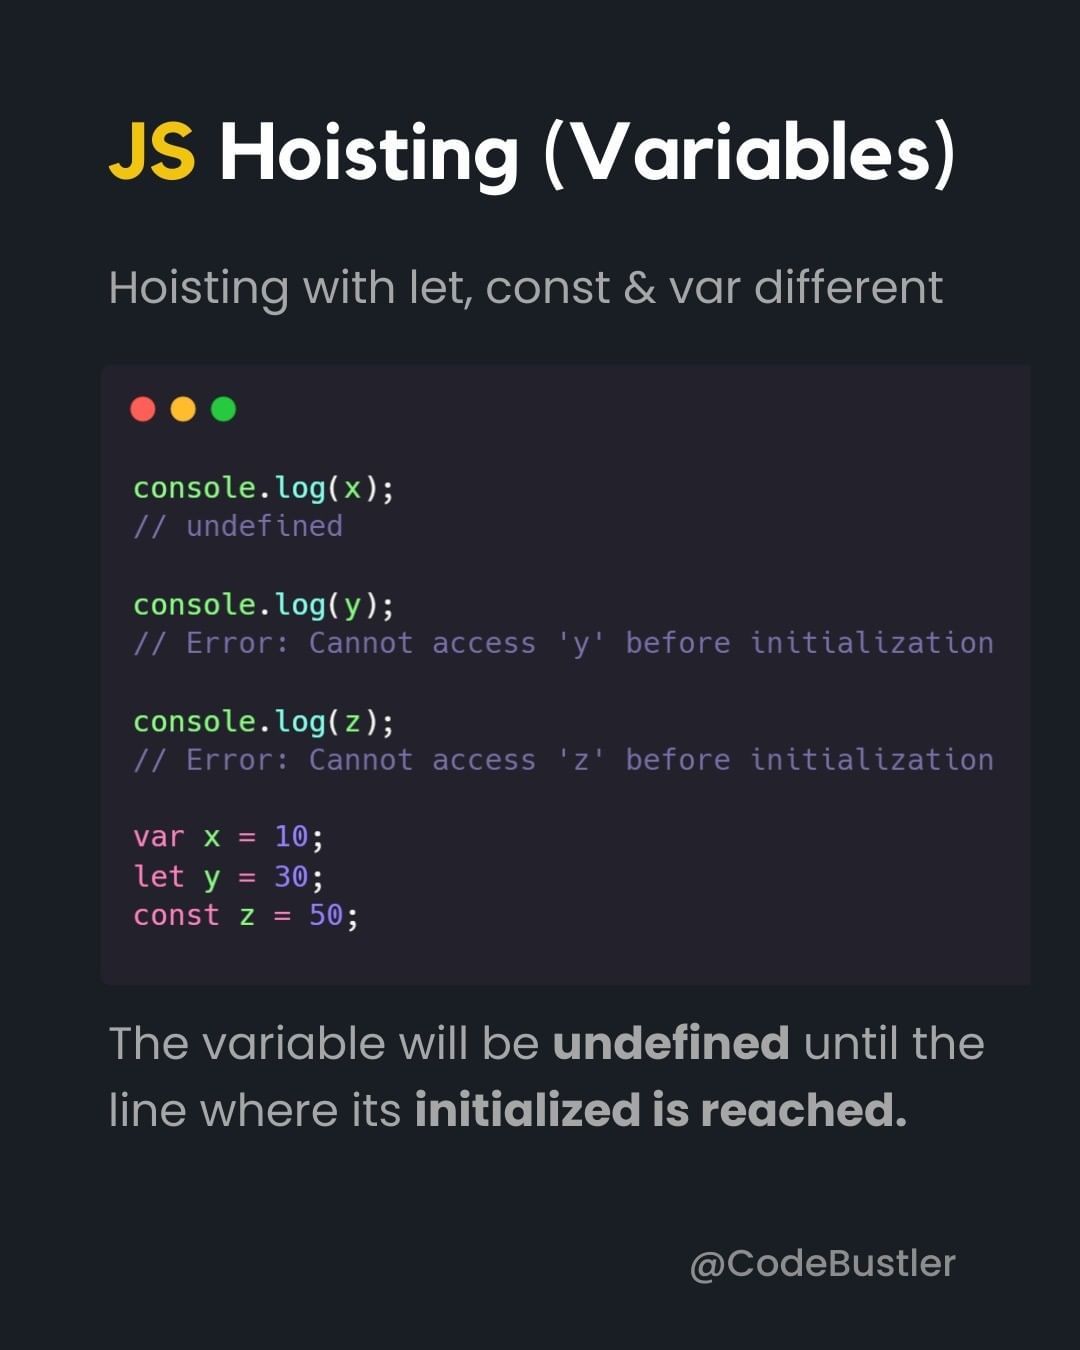 JS Hoisting (Variables)
Hoisting with let, const & var different
console.log(x);
// undefined
console.log(y);
// Error: Cannot access 'y' before initialization
console.log(z);
// Error: Cannot access 'z' before initialization
var x = 10;
let y = 30;
const z = 50;
The variable will be undefined until the
line where its initialized is reached.
@CodeBustler